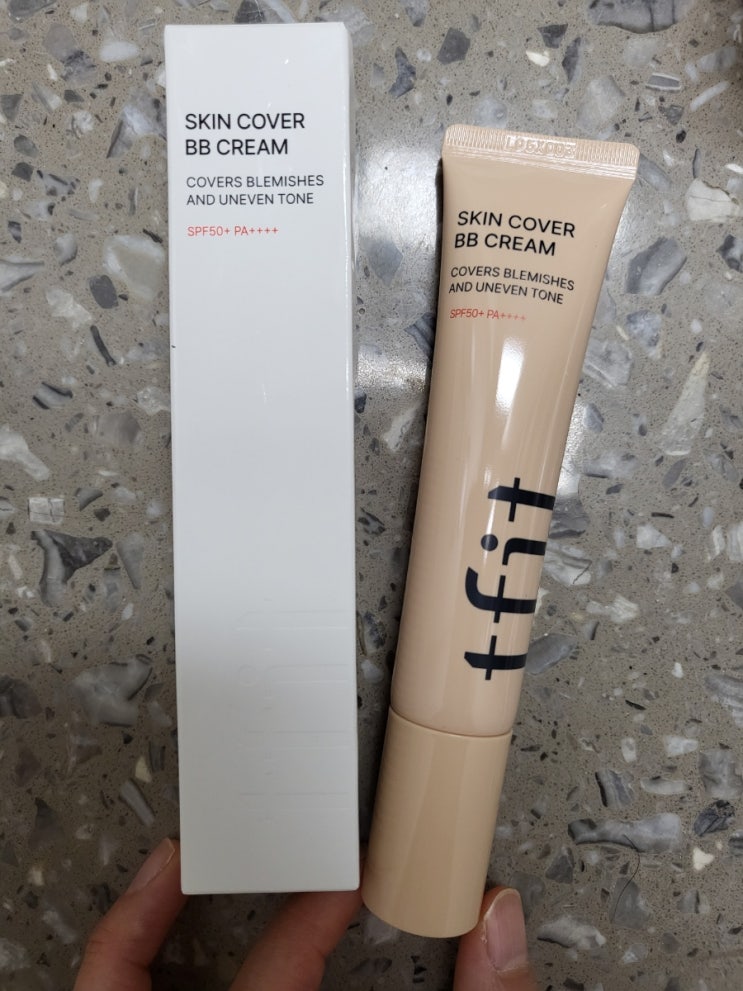 SKIN COVER
BB CREAM
COVERS BLEMISHES
AND UNEVEN TONE
SPF50+ PA++++
SKIN COVER
BB CREAM
COVERS BLEMISHES
AND UNEVEN TONE
SPF50+ PA++++
tfit